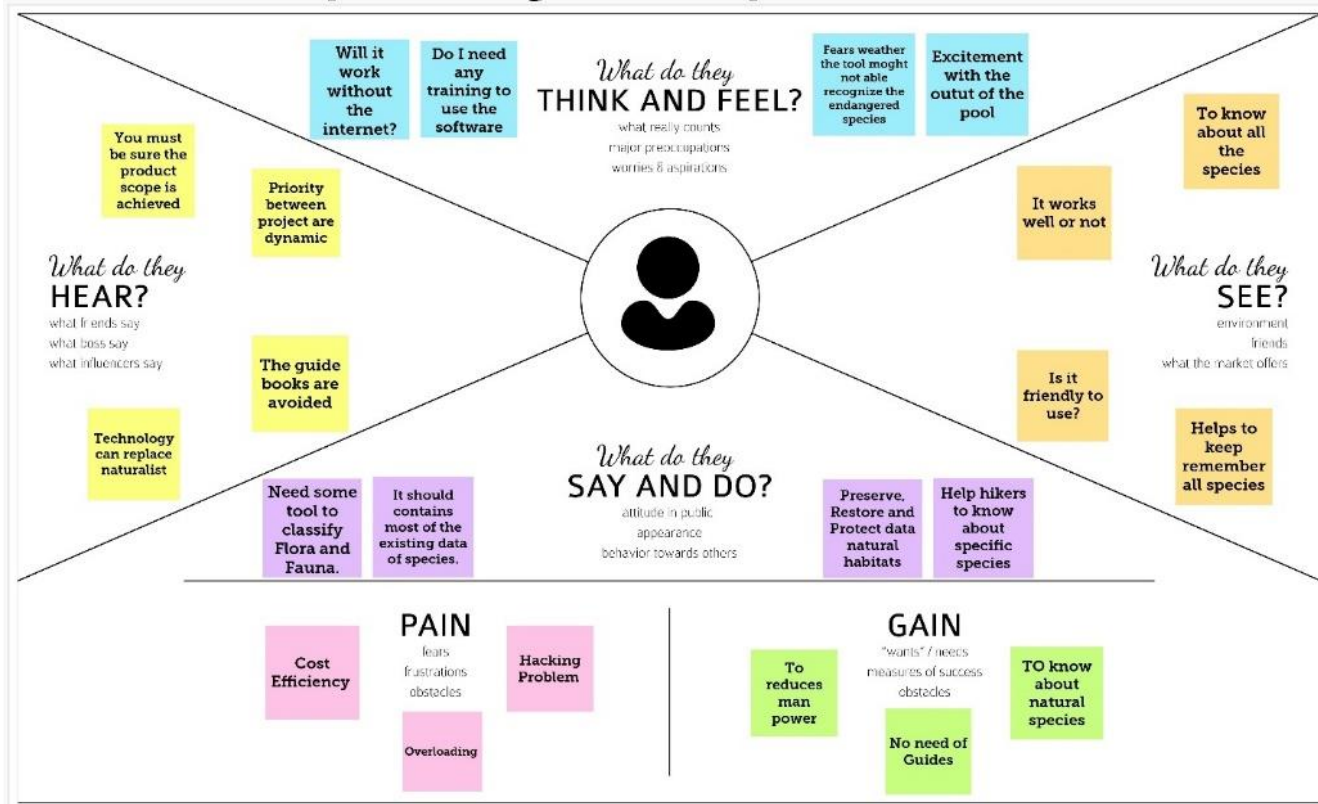 Will it
work
without
the
internet?
Do I need
any
training to
use the
software
What do they
THINK AND FEEL?
what really counts
major preoccupations
worries & aspirations
Fears weather
the tool moght
not able
recognize the
endangered
species
Excitement
with the
outut of the
pool
You must
be sure the
product
scope is
achieved
Priority
between
project are
dynamic
What do they
HEAR?
what friends say
what boss say
what influencers say
The guide
books are
avoided
Technology
can replace
naturalist
To know
about all
the
species
It works
well or not
What do they
SEE?
environment
friends
what the market offers
Is it
friendly to
use?
Helps to
keep
remember
all species
What do they
SAY AND DO?
attitude in public
appearance
behavior towards others
Need some
tool to
classify
Flora and
Fauna.
It should
contains
most of the
existing data
of species.
Preserve,
Restore and
Protect data
natural
habitats
Help hikers
to know
about
specific
species
PAIN
fears
frustrations
obstacles
Cost
Efficiency
Hacking
Problem
Overloading
GAIN
"wants" / needs
measures of success
obstacles
To
reduces
man
power
No need of
Guides
TO know
about
natural
species